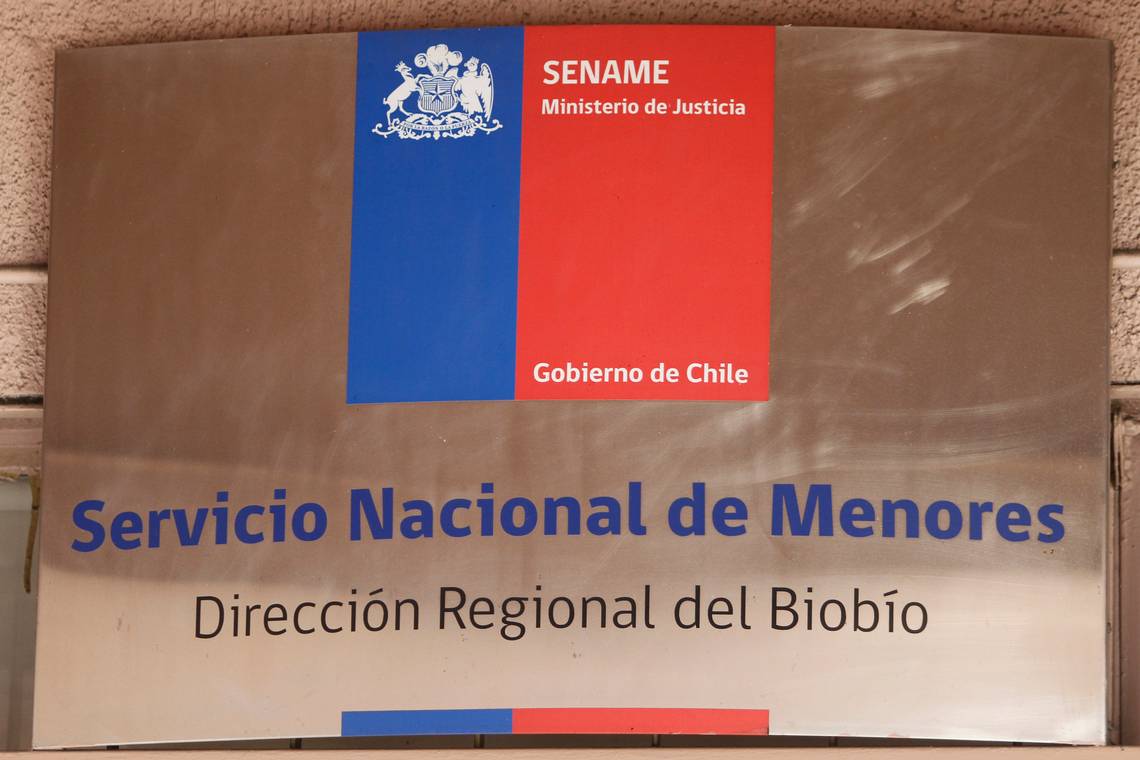 SENAME
Ministerio de Justicia
Gobierno de Chile
Servicio Nacional de Menores
Dirección Regional del Biobío